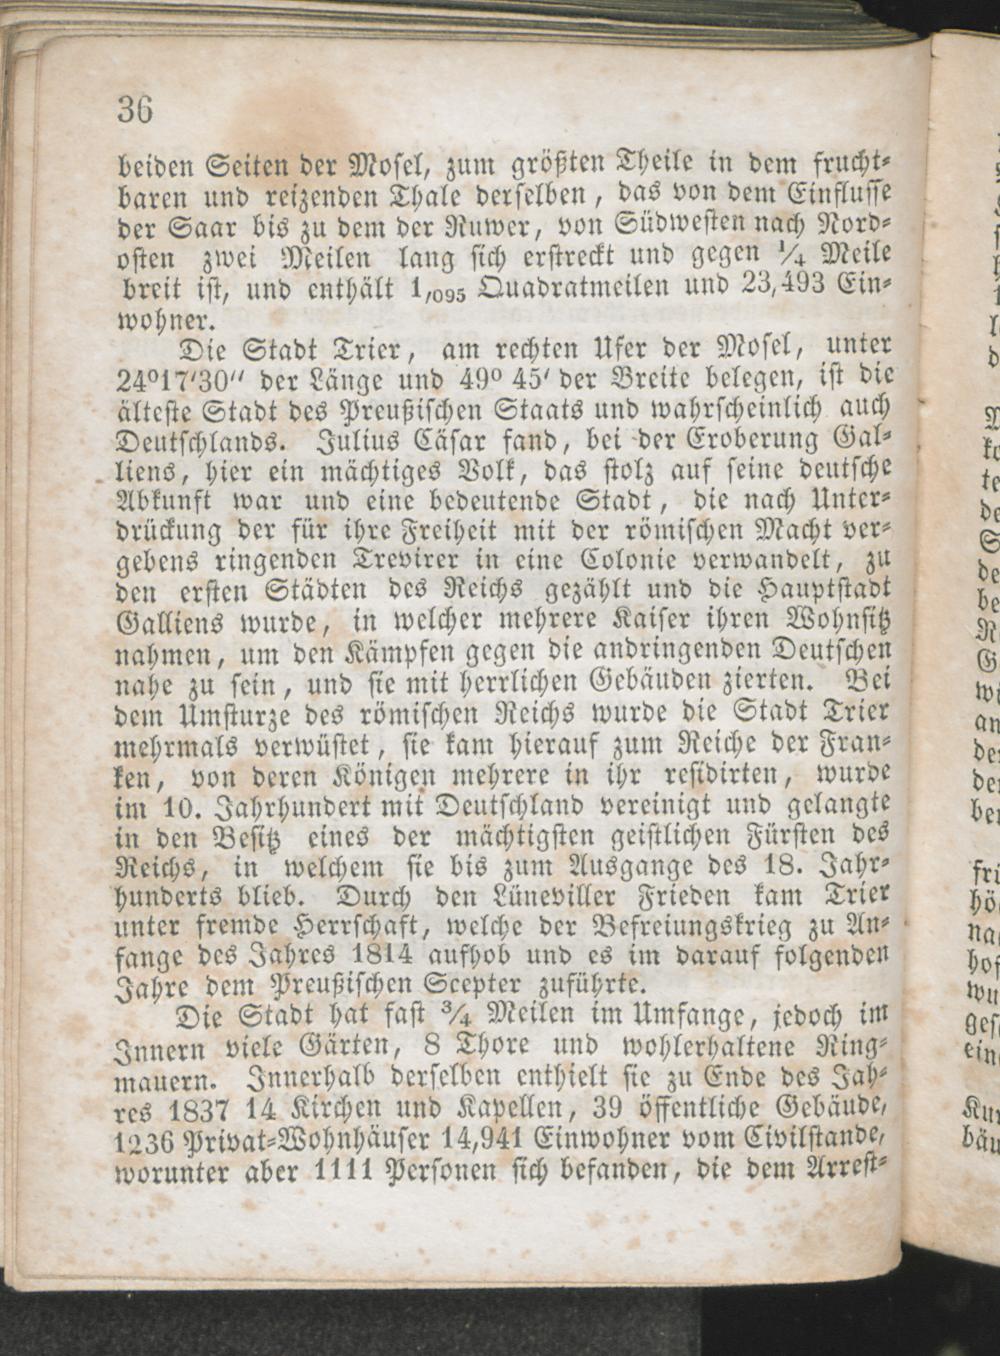 36
beiden Seiten der Mosel, zum größten Theile in dem frucht-
baren und reizenden Thale derselben, das von dem Einflusse
der Saar bis zu dem der Ruwer, von Südwesten nach Nord-
osten zwei Meilen lang sich erstreckt und gegen ¼ Meile
breit ist, und enthält 1,₀₉₅ Quadratmeilen und 23,493 Ein-
wohner.
Die Stadt Trier, am rechten Ufer der Mosel, unter
24°17'30" der Länge und 49° 45' der Breite belegen, ist die
älteste Stadt des Preußischen Staats und wahrscheinlich auch
Deutschlands. Julius Cäsar fand, bei der Eroberung Gal-
liens, hier ein mächtiges Volk, das stolz auf seine deutsche
Abkunft war und eine bedeutende Stadt, die nach Unter-
drückung der für ihre Freiheit mit der römischen Macht ver-
gebens ringenden Trevirer in eine Colonie verwandelt, zu
den ersten Städten des Reichs gezählt und die Hauptstadt
Galliens wurde, in welcher mehrere Kaiser ihren Wohnsitz
nahmen, um den Kämpfen gegen die andringenden Deutschen
nahe zu sein, und sie mit herrlichen Gebäuden zierten. Bei
dem Umsturze des römischen Reichs wurde die Stadt Trier
mehrmals verwüstet, sie kam hierauf zum Reiche der Fran-
ken, von deren Königen mehrere in ihr residirten, wurde
im 10. Jahrhundert mit Deutschland vereinigt und gelangte
in den Besitz eines der mächtigsten geistlichen Fürsten des
Reichs, in welchem sie bis zum Ausgange des 18. Jahr-
hunderts blieb. Durch den Lüneviller Frieden kam Trier
unter fremde Herrschaft, welche der Befreiungskrieg zu An-
fange des Jahres 1814 aufhob und es im darauf folgenden
Jahre dem Preußischen Scepter zuführte.
Die Stadt hat fast ¾ Meilen im Umfange, jedoch im
Innern viele Gärten, 8 Thore und wohlerhaltene Ring-
mauern. Innerhalb derselben enthielt sie zu Ende des Jah-
res 1837 14 Kirchen und Kapellen, 39 öffentliche Gebäude,
1236 Privat-Wohnhäuser 14,941 Einwohner vom Civilstande,
worunter aber 1111 Personen sich befanden, die dem Arrest-